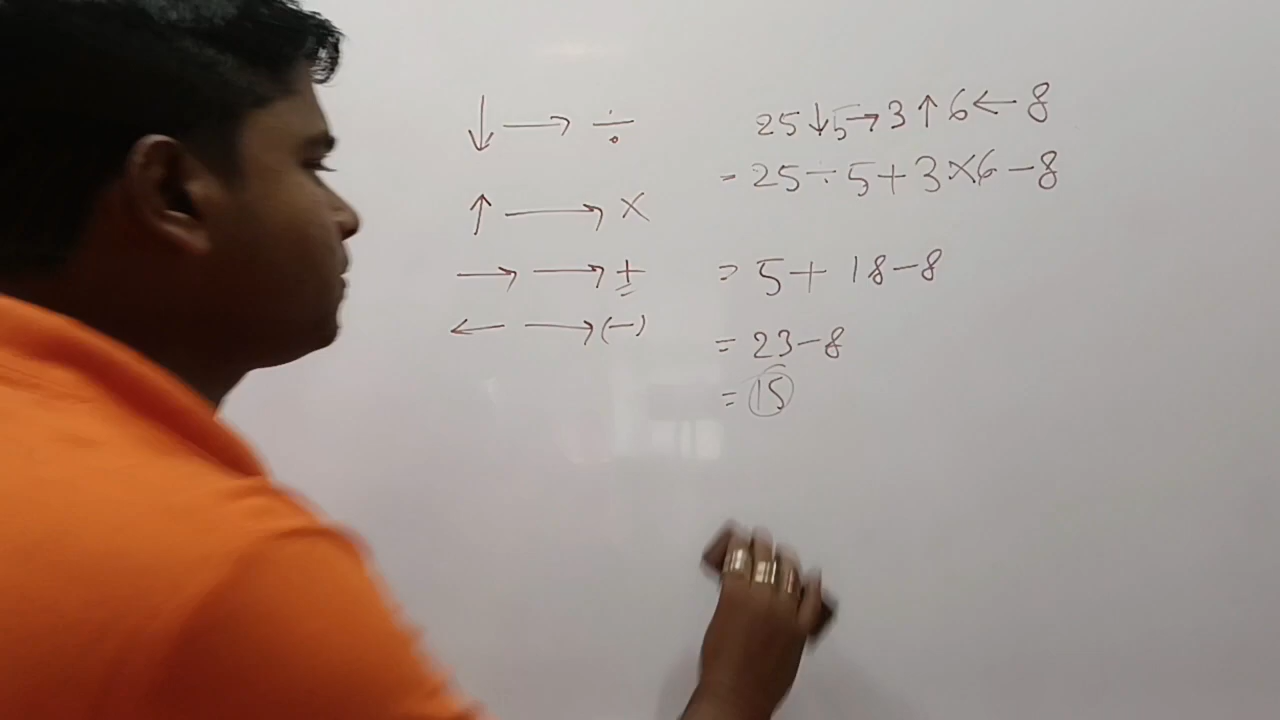 ↓ → ÷
↑ → ×
→ → +
← → (−)
25 ↓ 5 → 3 ↑ 6 ← 8
= 25 ÷ 5 + 3 × 6 − 8
= 5 + 18 − 8
= 23 − 8
= 15